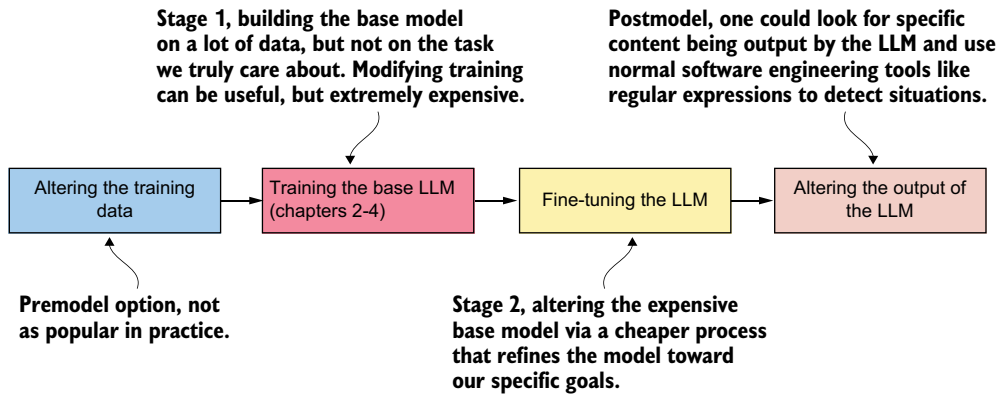 Stage 1, building the base model
on a lot of data, but not on the task
we truly care about. Modifying training
can be useful, but extremely expensive.
Postmodel, one could look for specific
content being output by the LLM and use
normal software engineering tools like
regular expressions to detect situations.
Altering the training
data
Training the base LLM
(chapters 2-4)
Fine-tuning the LLM
Altering the output of
the LLM
Premodel option, not
as popular in practice.
Stage 2, altering the expensive
base model via a cheaper process
that refines the model toward
our specific goals.